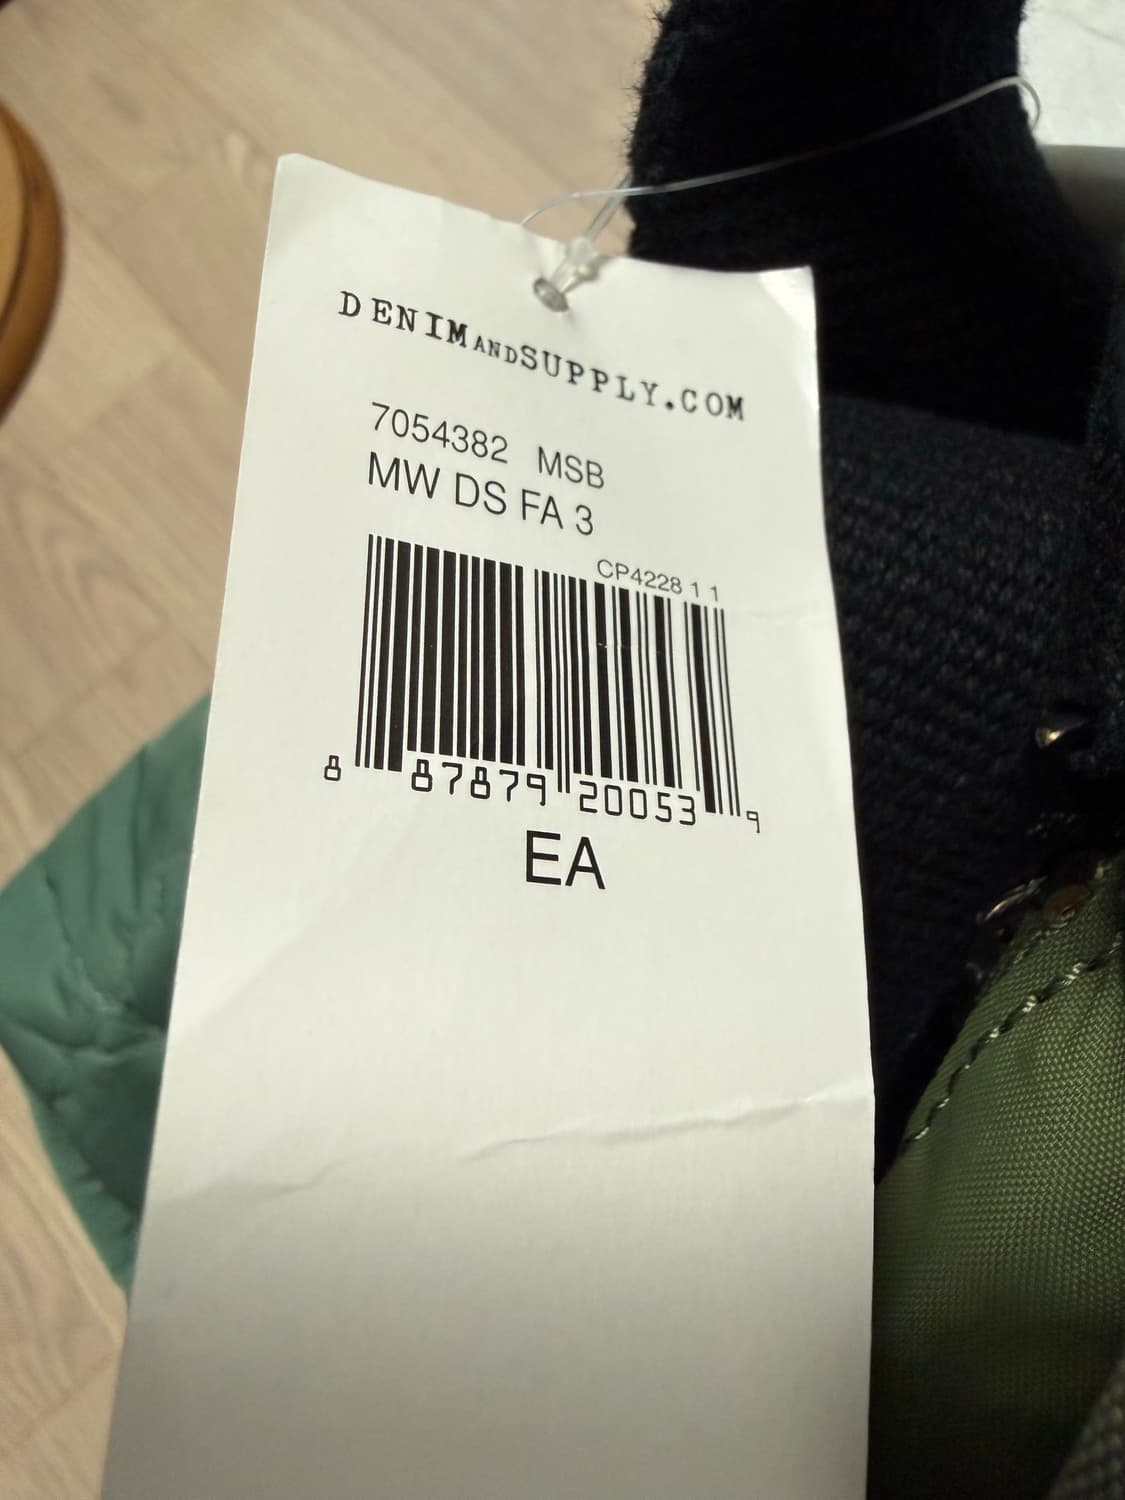 DENIMANDSUPPLY.COM
7054382 MSB
MW DS FA 3
CP4228 1 1
8 87879 20053 9
EA